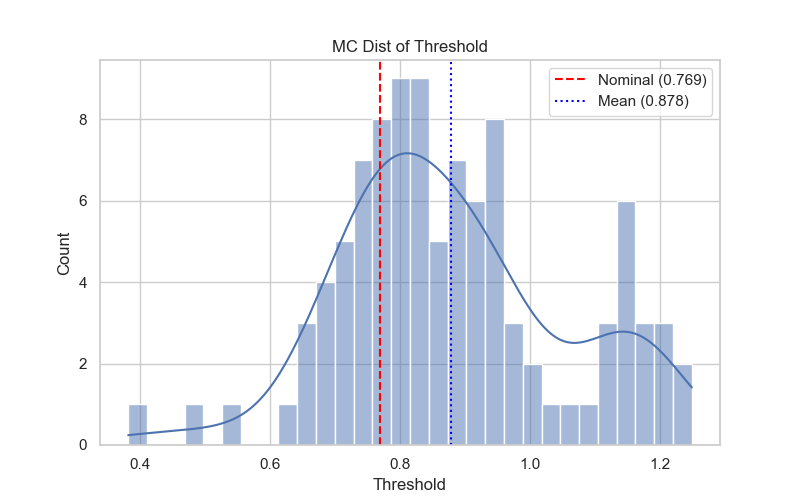 MC Dist of Threshold
Nominal (0.769)
Mean (0.878)
Count
8
6
4
2
0
0.4
0.6
0.8
1.0
1.2
Threshold